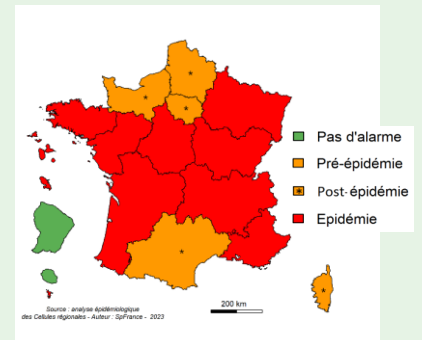 Pas d'alarme
Pré-épidémie
* Post-épidémie
Epidémie
200 km
Source : analyse épidémiologique
des Cellules régionales - Auteur : SpFrance - 2023